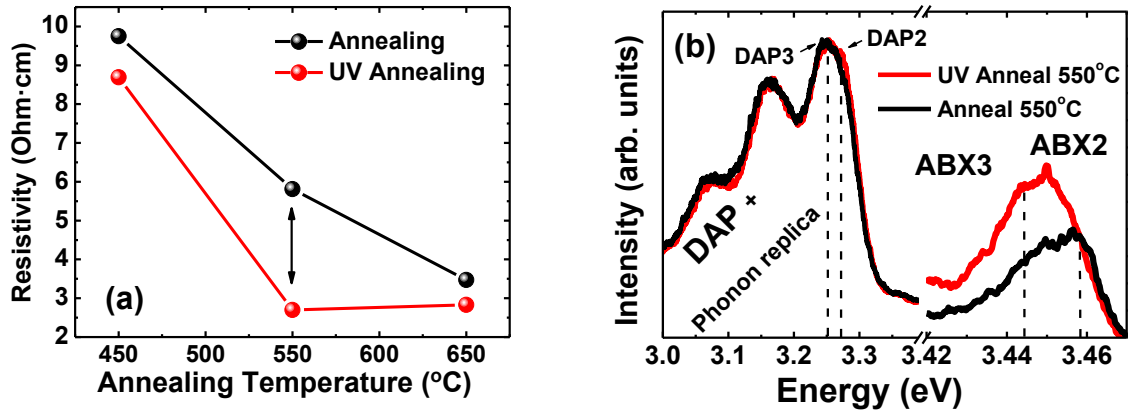 Resistivity (Ohm·cm)
10
9
8
7
6
5
4
3
2
Annealing
UV Annealing
(a)
450 500 550 600 650
Annealing Temperature (ºC)
Intensity (arb. units)
(b)
DAP3
DAP2
UV Anneal 550°C
Anneal 550°C
ABX3
ABX2
DAP +
Phonon replica
3.0 3.1 3.2 3.3 3.42 3.44 3.46
Energy (eV)